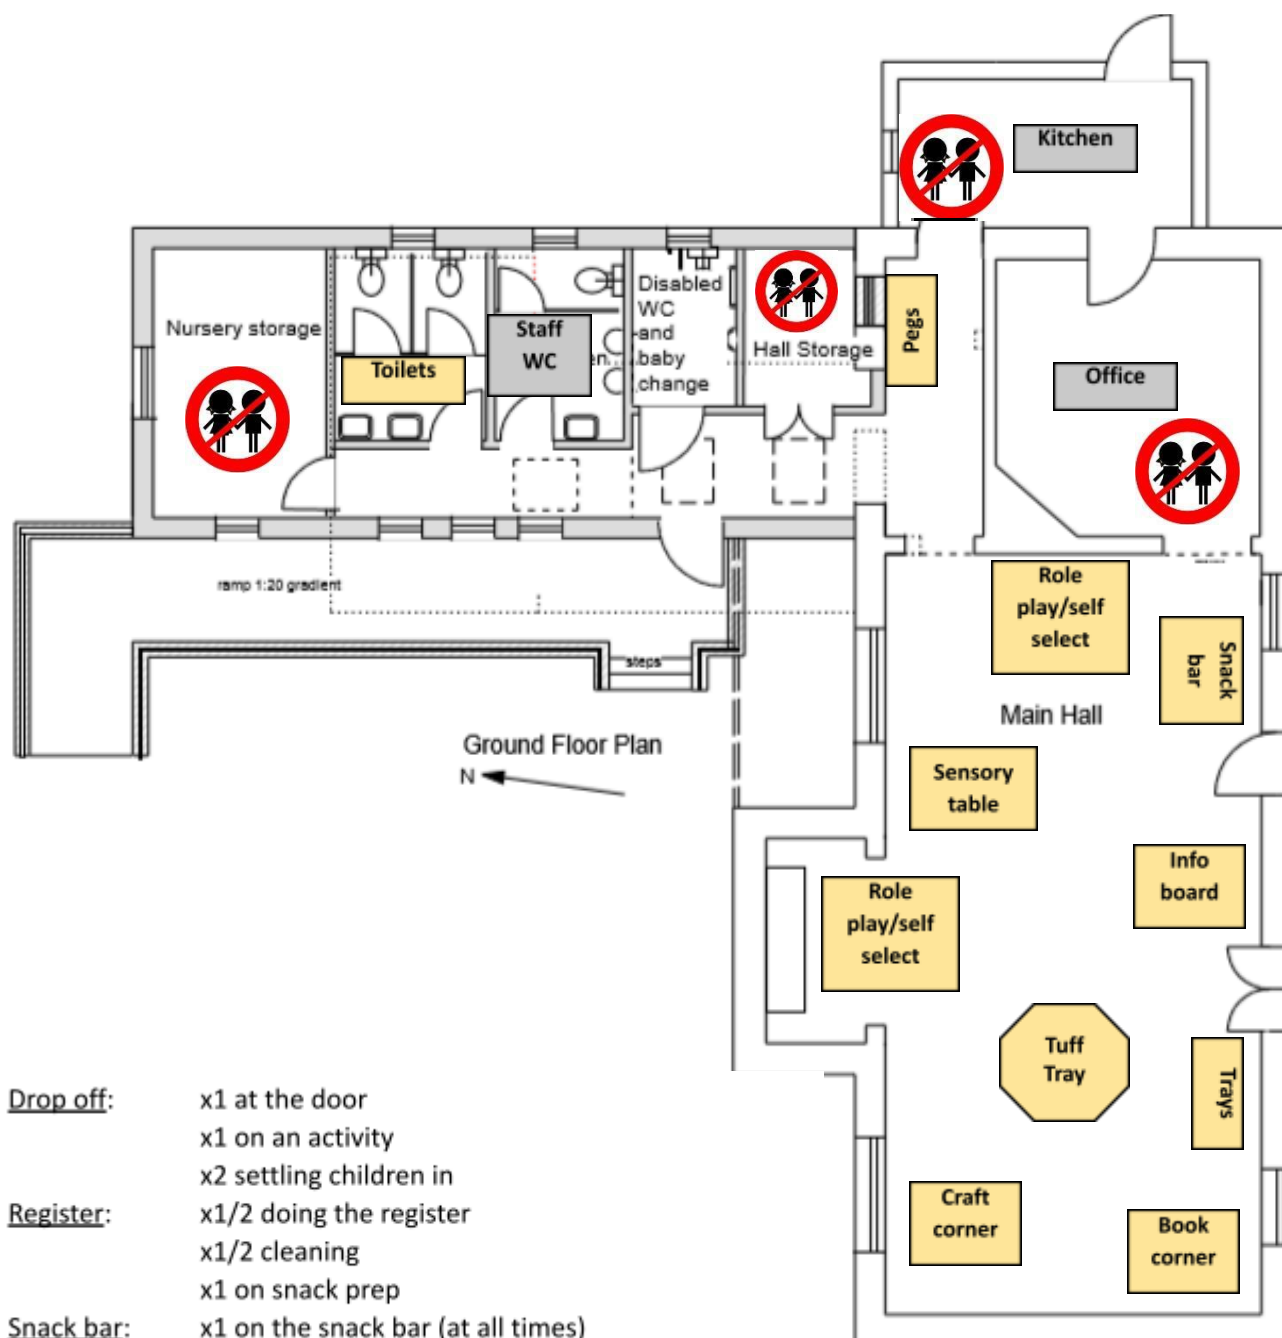 Kitchen
Nursery storage
Toilets
Staff
WC
en
Disabled
WC
and
baby
change
Hall Storage
Pegs
Office
ramp 1:20 gradient
steps
Ground Floor Plan
N
Role
play/self
select
Snack
bar
Main Hall
Sensory
table
Info
board
Role
play/self
select
Tuff
Tray
Trays
Craft
corner
Book
corner
Drop off: x1 at the door
x1 on an activity
x2 settling children in
Register: x1/2 doing the register
x1/2 cleaning
x1 on snack prep
Snack bar: x1 on the snack bar (at all times)